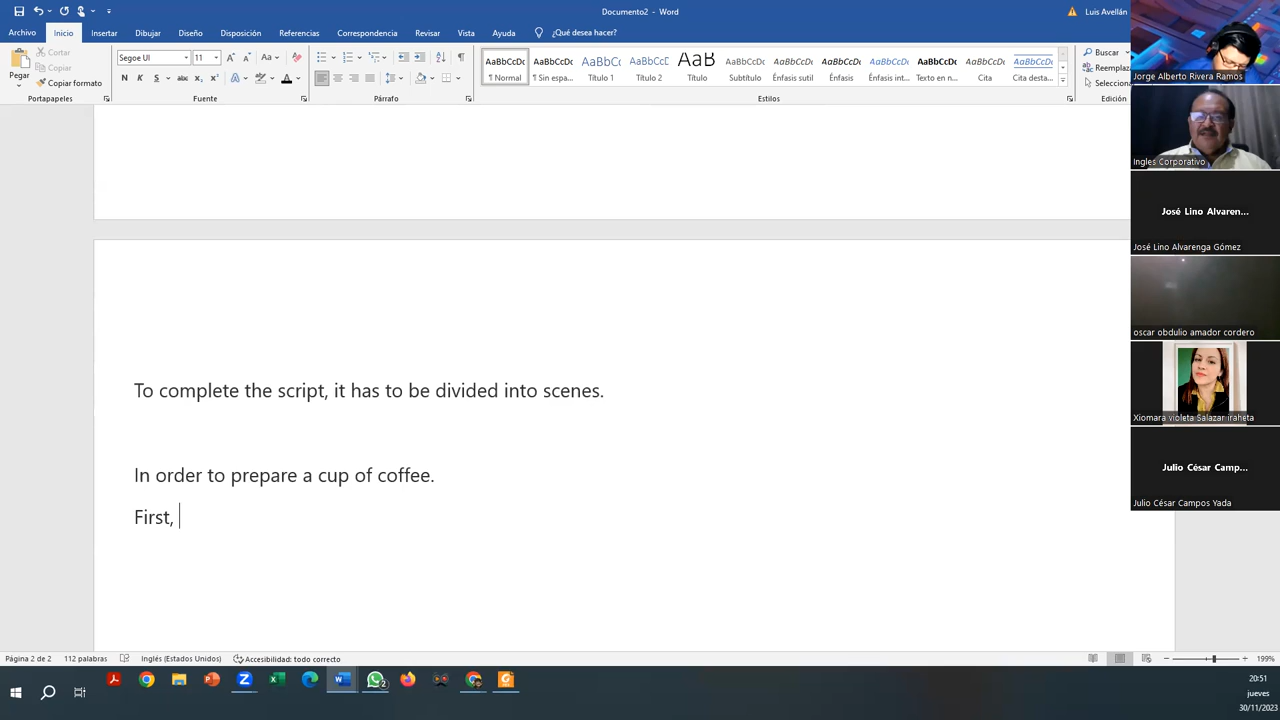 Documento2 - Word
Luis Avellán
Archivo Inicio Insertar Dibujar Diseño Disposición Referencias Correspondencia Revisar Vista Ayuda ¿Qué desea hacer?
Pegar
Cortar
Copiar
Copiar formato
Portapapeles
Segoe UI 11
N K S
Fuente
Párrafo
AaBbCcDc AaBbCcDc AaBbCc AaBbCcD AaB AaBbCcD AaBbCcDc AaBbCcDc AaBbCcDc AaBbCcDc AaBbCcDc AaBbCcDc
¶ Normal ¶ Sin espa... Título 1 Título 2 Título Subtítulo Énfasis sutil Énfasis Énfasis int... Texto en n... Cita Cita desta...
Estilos
Buscar
Reempla
Seleccion
Edición
Jorge Alberto Rivera Ramos
Ingles Corporativo
José Lino Alvaren...
José Lino Alvarenga Gómez
oscar obdulio amador cordero
Xiomara violeta Salazar iraheta
Julio César Camp...
Julio César Campos Yada
To complete the script, it has to be divided into scenes.
In order to prepare a cup of coffee.
First,
Página 2 de 2 112 palabras Inglés (Estados Unidos) Accesibilidad: todo correcto
199%
20:51
jueves
30/11/2023